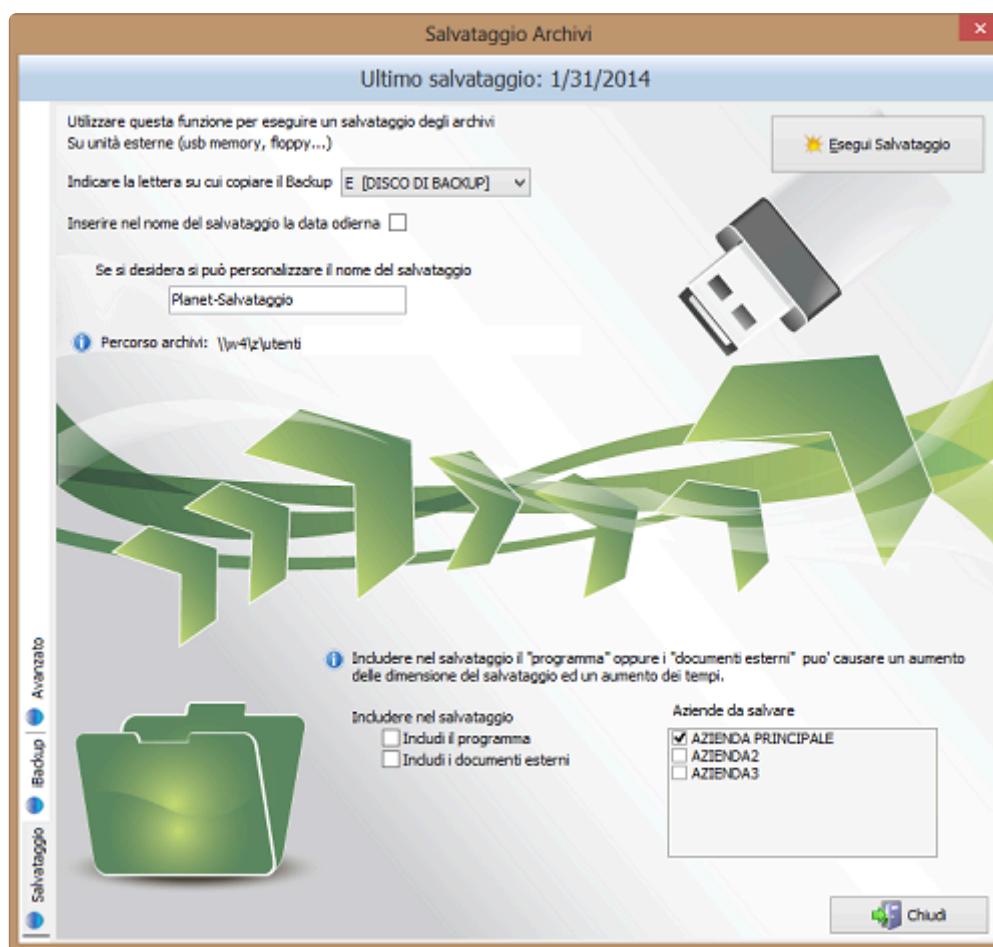 Salvataggio Archivi
Ultimo salvataggio: 1/31/2014
Utilizzare questa funzione per eseguire un salvataggio degli archivi
Su unità esterne (usb memory, floppy...)
Esegui Salvataggio
Indicare la lettera su cui copiare il Backup E [DISCO DI BACKUP]
Inserire nel nome del salvataggio la data odierna
Se si desidera si può personalizzare il nome del salvataggio
Planet-Salvataggio
Percorso archivi: \\w4\z\utenti
Includere nel salvataggio il "programma" oppure i "documenti esterni" puo' causare un aumento
delle dimensione del salvataggio ed un aumento dei tempi.
Includere nel salvataggio
Includi il programma
Includi i documenti esterni
Aziende da salvare
AZIENDA PRINCIPALE
AZIENDA2
AZIENDA3
Salvataggio
iBackup
Avanzato
Chiudi